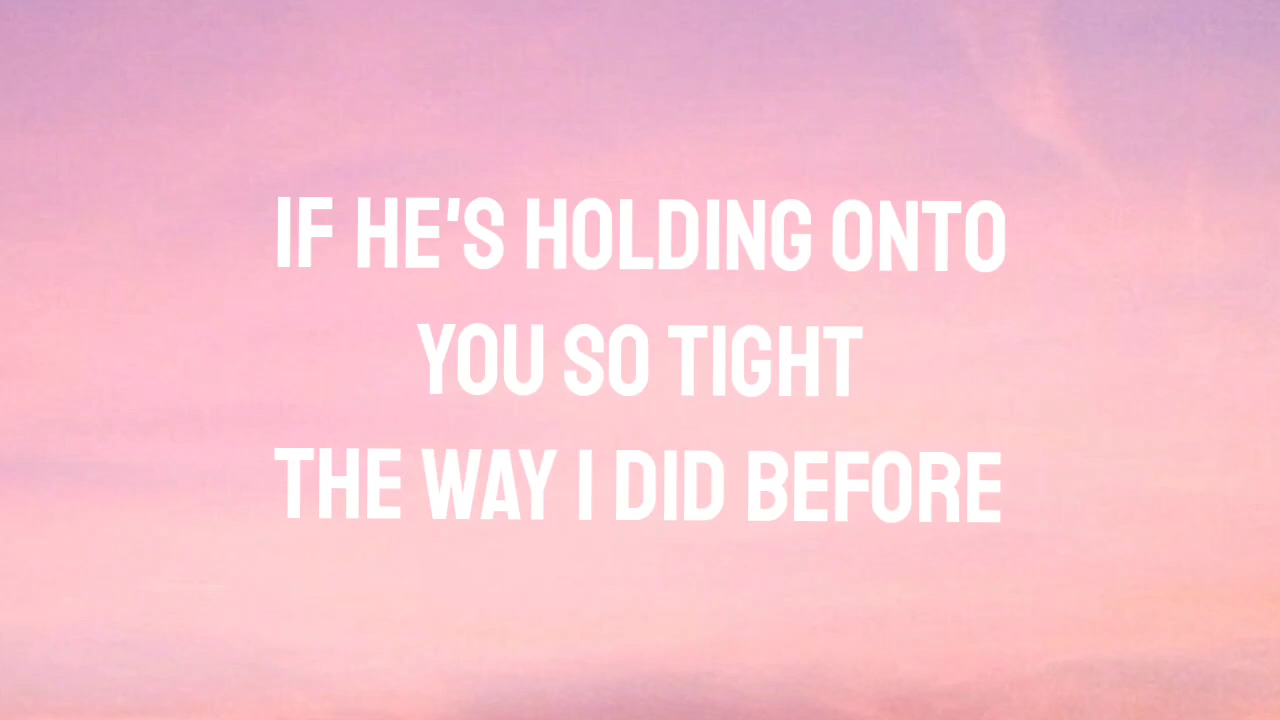 IF HE'S HOLDING ONTO
YOU SO TIGHT
THE WAY I DID BEFORE